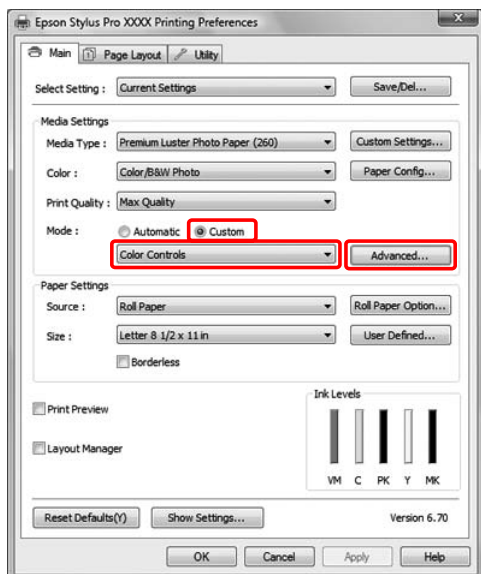 Epson Stylus Pro XXXX Printing Preferences
Main Page Layout Utility
Select Setting : Current Settings Save/Del...
Media Settings
Media Type : Premium Luster Photo Paper (260) Custom Settings...
Color : Color/B&W Photo Paper Config...
Print Quality : Max Quality
Mode : Automatic Custom
Color Controls Advanced...
Paper Settings
Source : Roll Paper Roll Paper Option...
Size : Letter 8 1/2 x 11 in User Defined...
Borderless
Ink Levels
Print Preview
Layout Manager
VM C PK Y MK
Reset Defaults(Y) Show Settings... Version 6.70
OK Cancel Apply Help